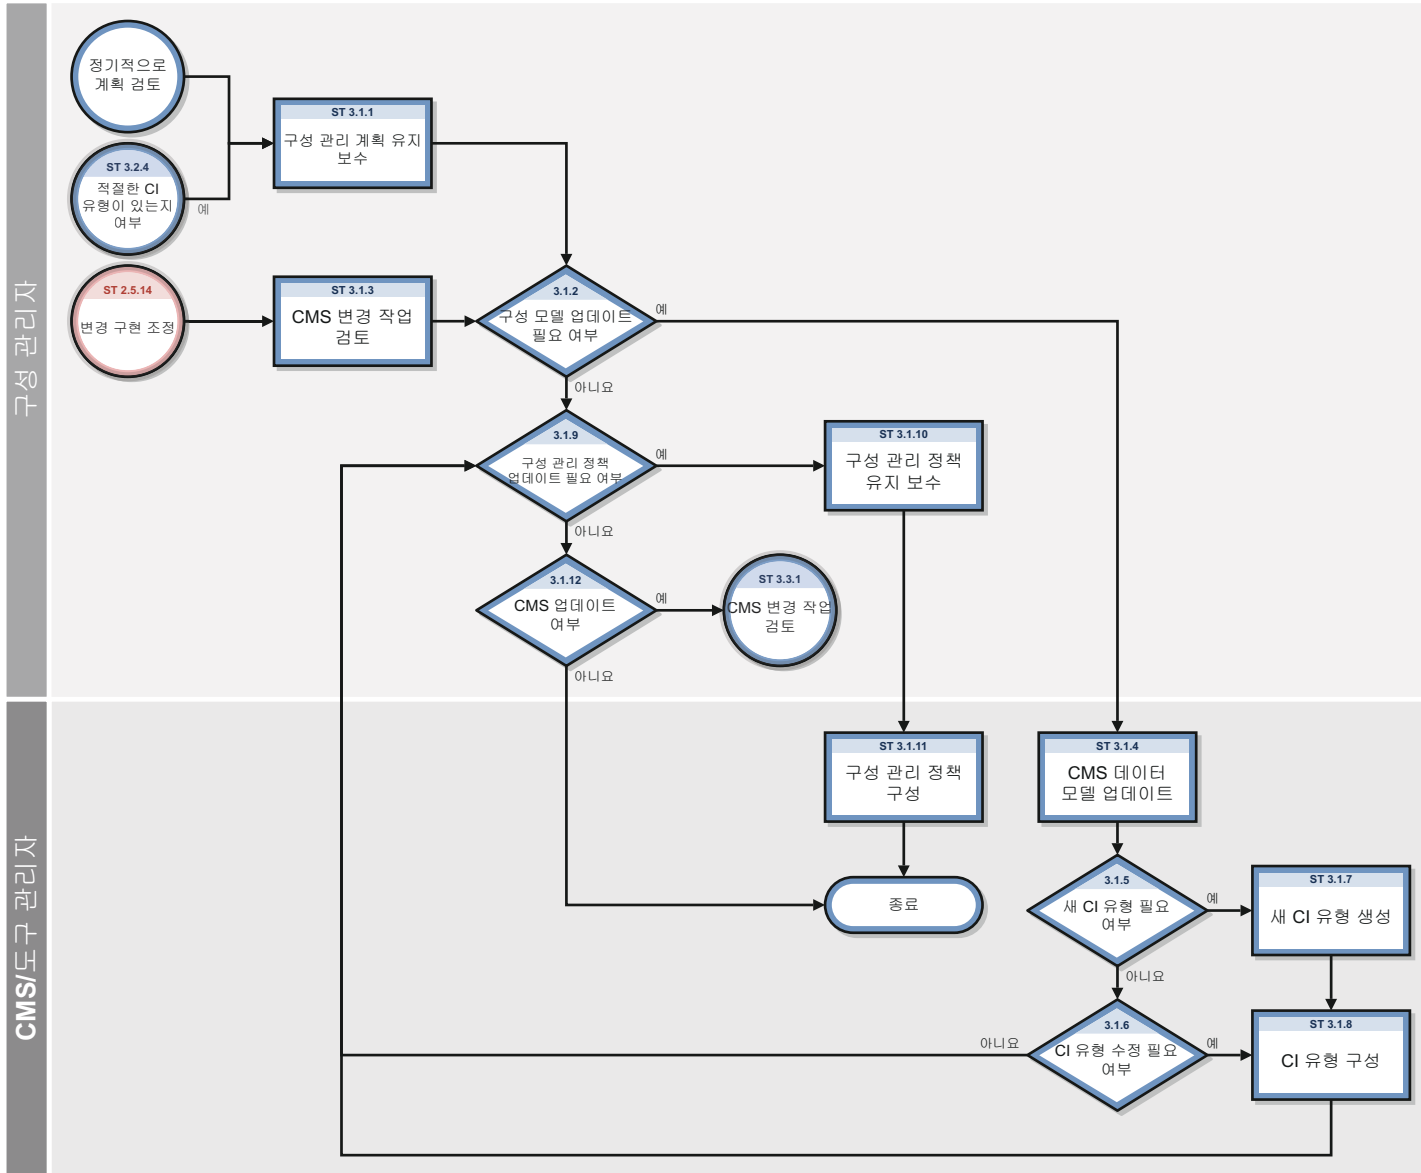 구성 관리자
정기적으로
계획 검토
ST 3.1.1
구성 관리 계획 유지
보수
ST 3.2.4
적절한 CI
유형이 있는지
여부
예
ST 2.5.14
변경 구현 조정
ST 3.1.3
CMS 변경 작업
검토
3.1.2
구성 모델 업데이트
필요 여부
예
아니요
3.1.9
구성 관리 정책
업데이트 필요 여부
예
아니요
ST 3.1.10
구성 관리 정책
유지 보수
3.1.12
CMS 업데이트
여부
예
아니요
ST 3.3.1
CMS 변경 작업
검토
CMS/도구 관리자
ST 3.1.11
구성 관리 정책
구성
ST 3.1.4
CMS 데이터
모델 업데이트
종료
3.1.5
새 CI 유형 필요
여부
예
아니요
ST 3.1.7
새 CI 유형 생성
3.1.6
CI 유형 수정 필요
여부
아니요
예
ST 3.1.8
CI 유형 구성